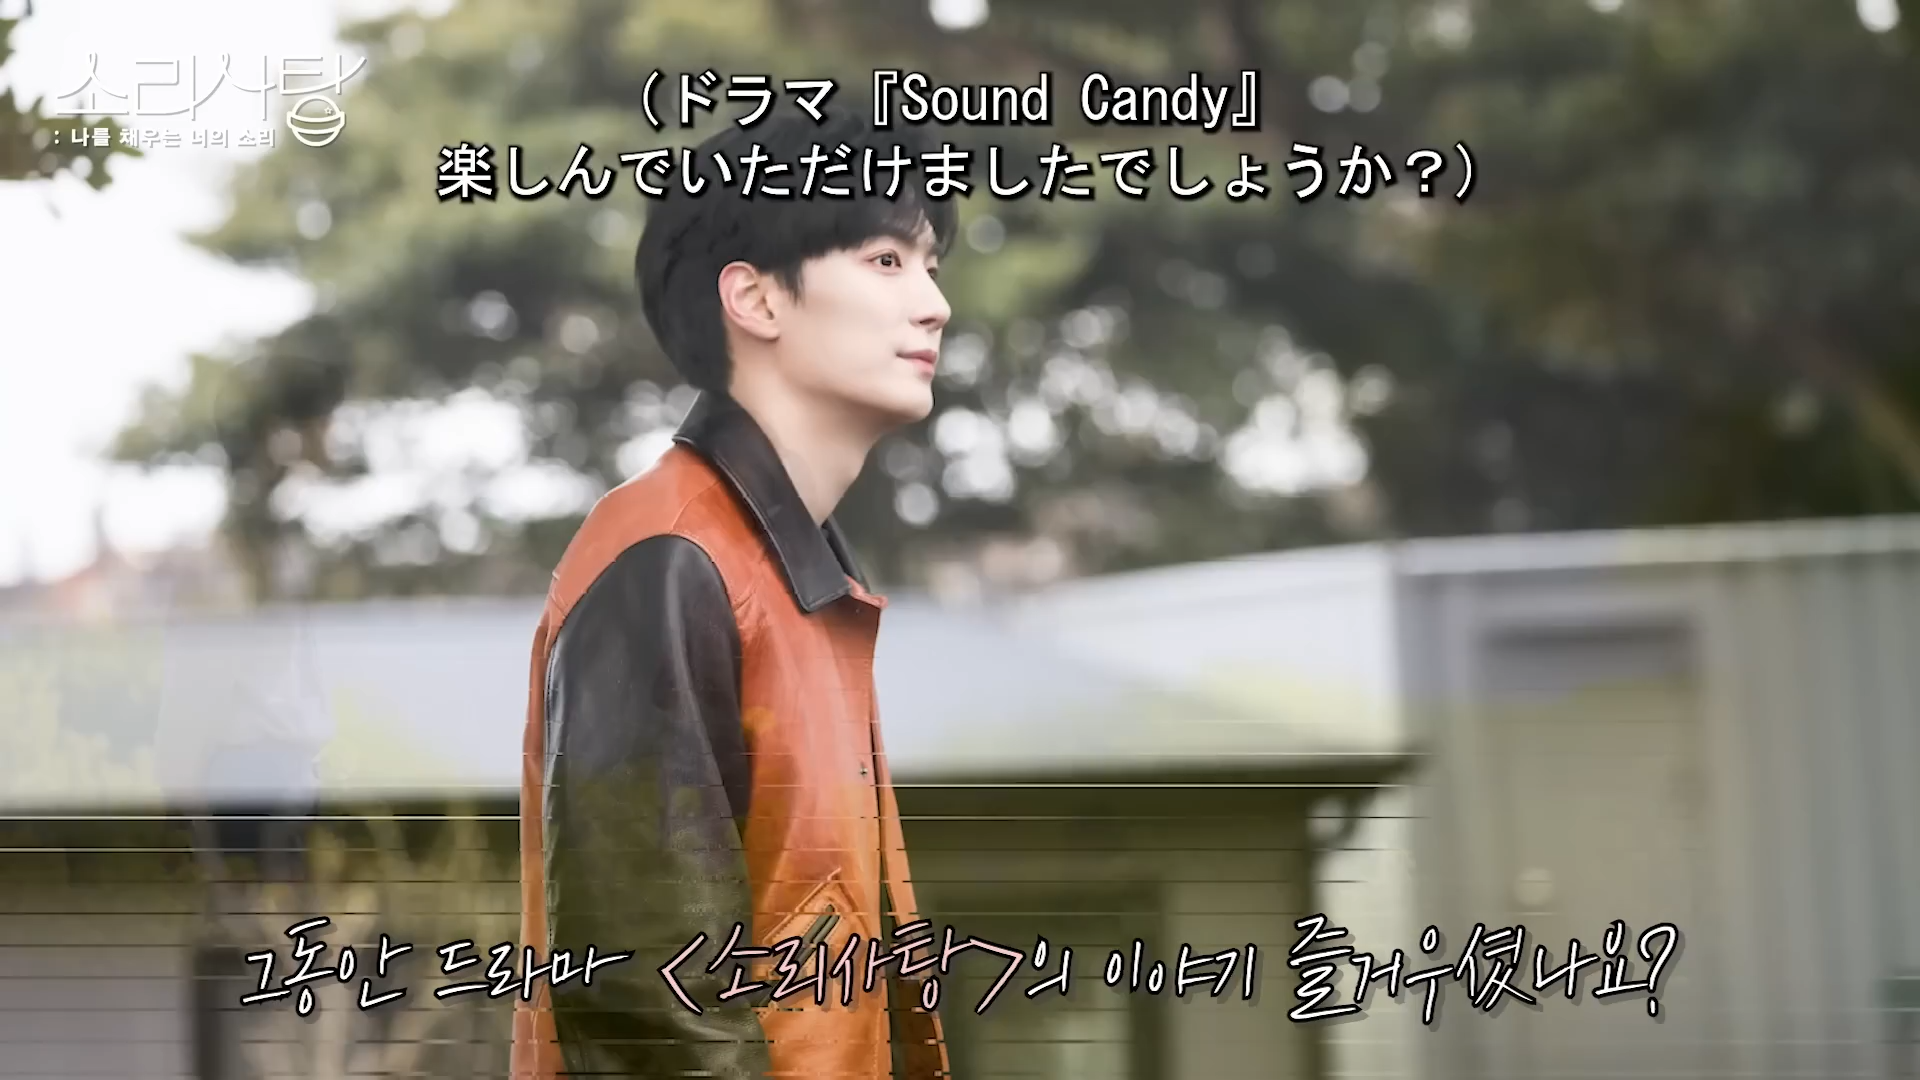 소리사탕
: 나를 채우는 너의 소리
（ドラマ『Sound Candy』
楽しんでいただけましたでしょうか？）
그동안 드라마 <소리사탕>의 이야기 즐거우셨나요?